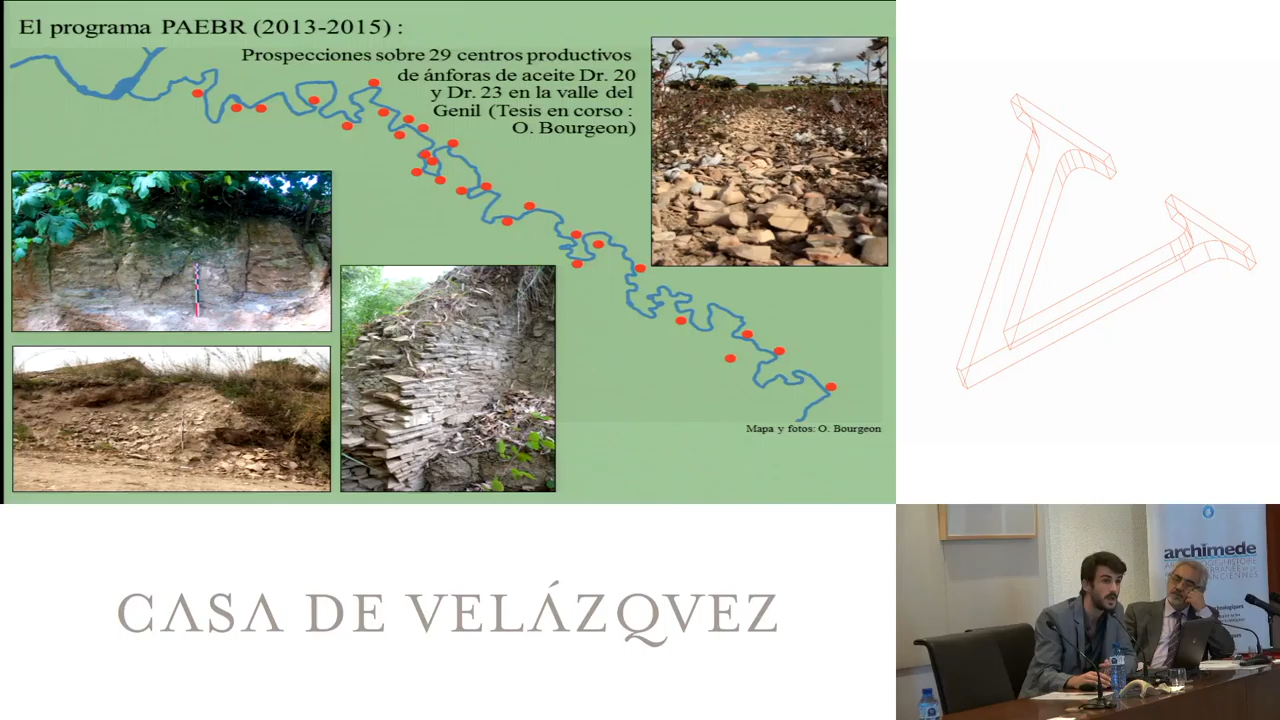 El programa PAEBR (2013-2015) :
Prospecciones sobre 29 centros productivos
de ánforas de aceite Dr. 20
y Dr. 23 en la valle del
Genil (Tesis en corso :
O. Bourgeon)
Mapa y fotos: O. Bourgeon
CASA DE VELÁZQVEZ
archimede